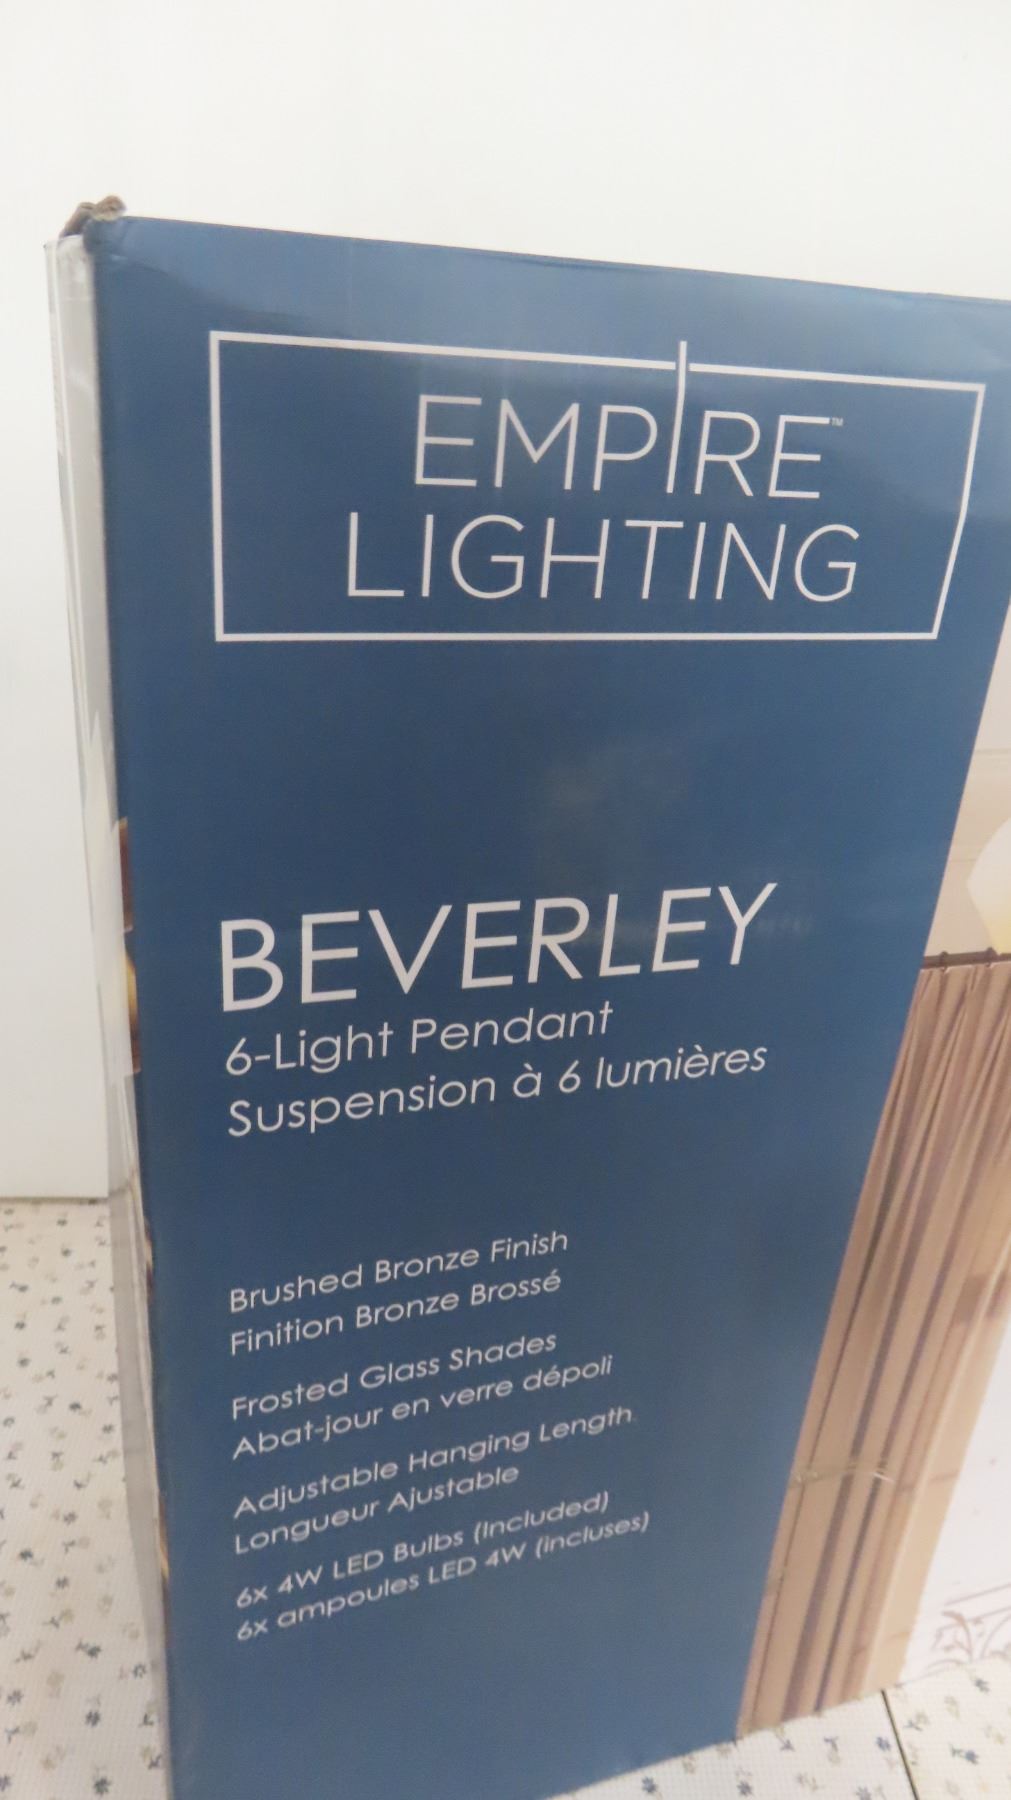 EMPIRE™
LIGHTING
BEVERLEY
6-Light Pendant
Suspension à 6 lumières
Brushed Bronze Finish
Finition Bronze Brossé
Frosted Glass Shades
Abat-jour en verre dépoli
Adjustable Hanging Length
Longueur Ajustable
6x 4W LED Bulbs (Included)
6x ampoules LED 4W (incluses)